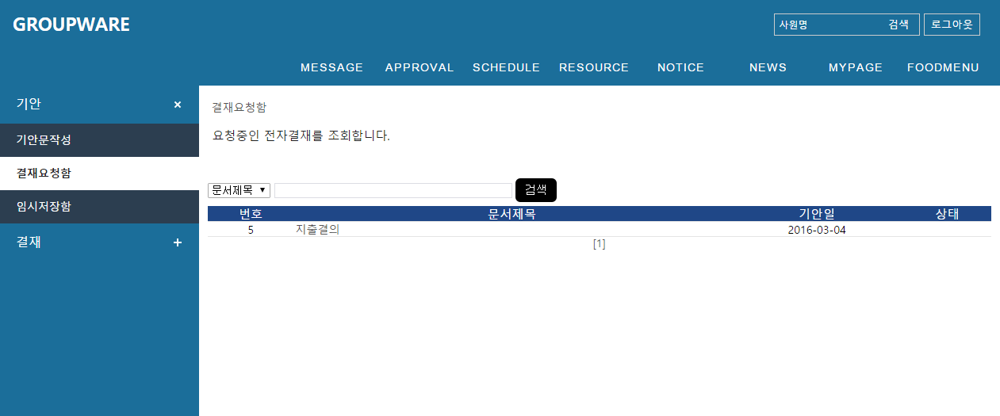 GROUPWARE
사원명 검색 로그아웃
MESSAGE APPROVAL SCHEDULE RESOURCE NOTICE NEWS MYPAGE FOODMENU
기안 ×
기안문작성
결재요청함
임시저장함
결재 +
결재요청함
요청중인 전자결재를 조회합니다.
문서제목 ▼ 검색
번호 문서제목 기안일 상태
5 지출결의 2016-03-04
[1]